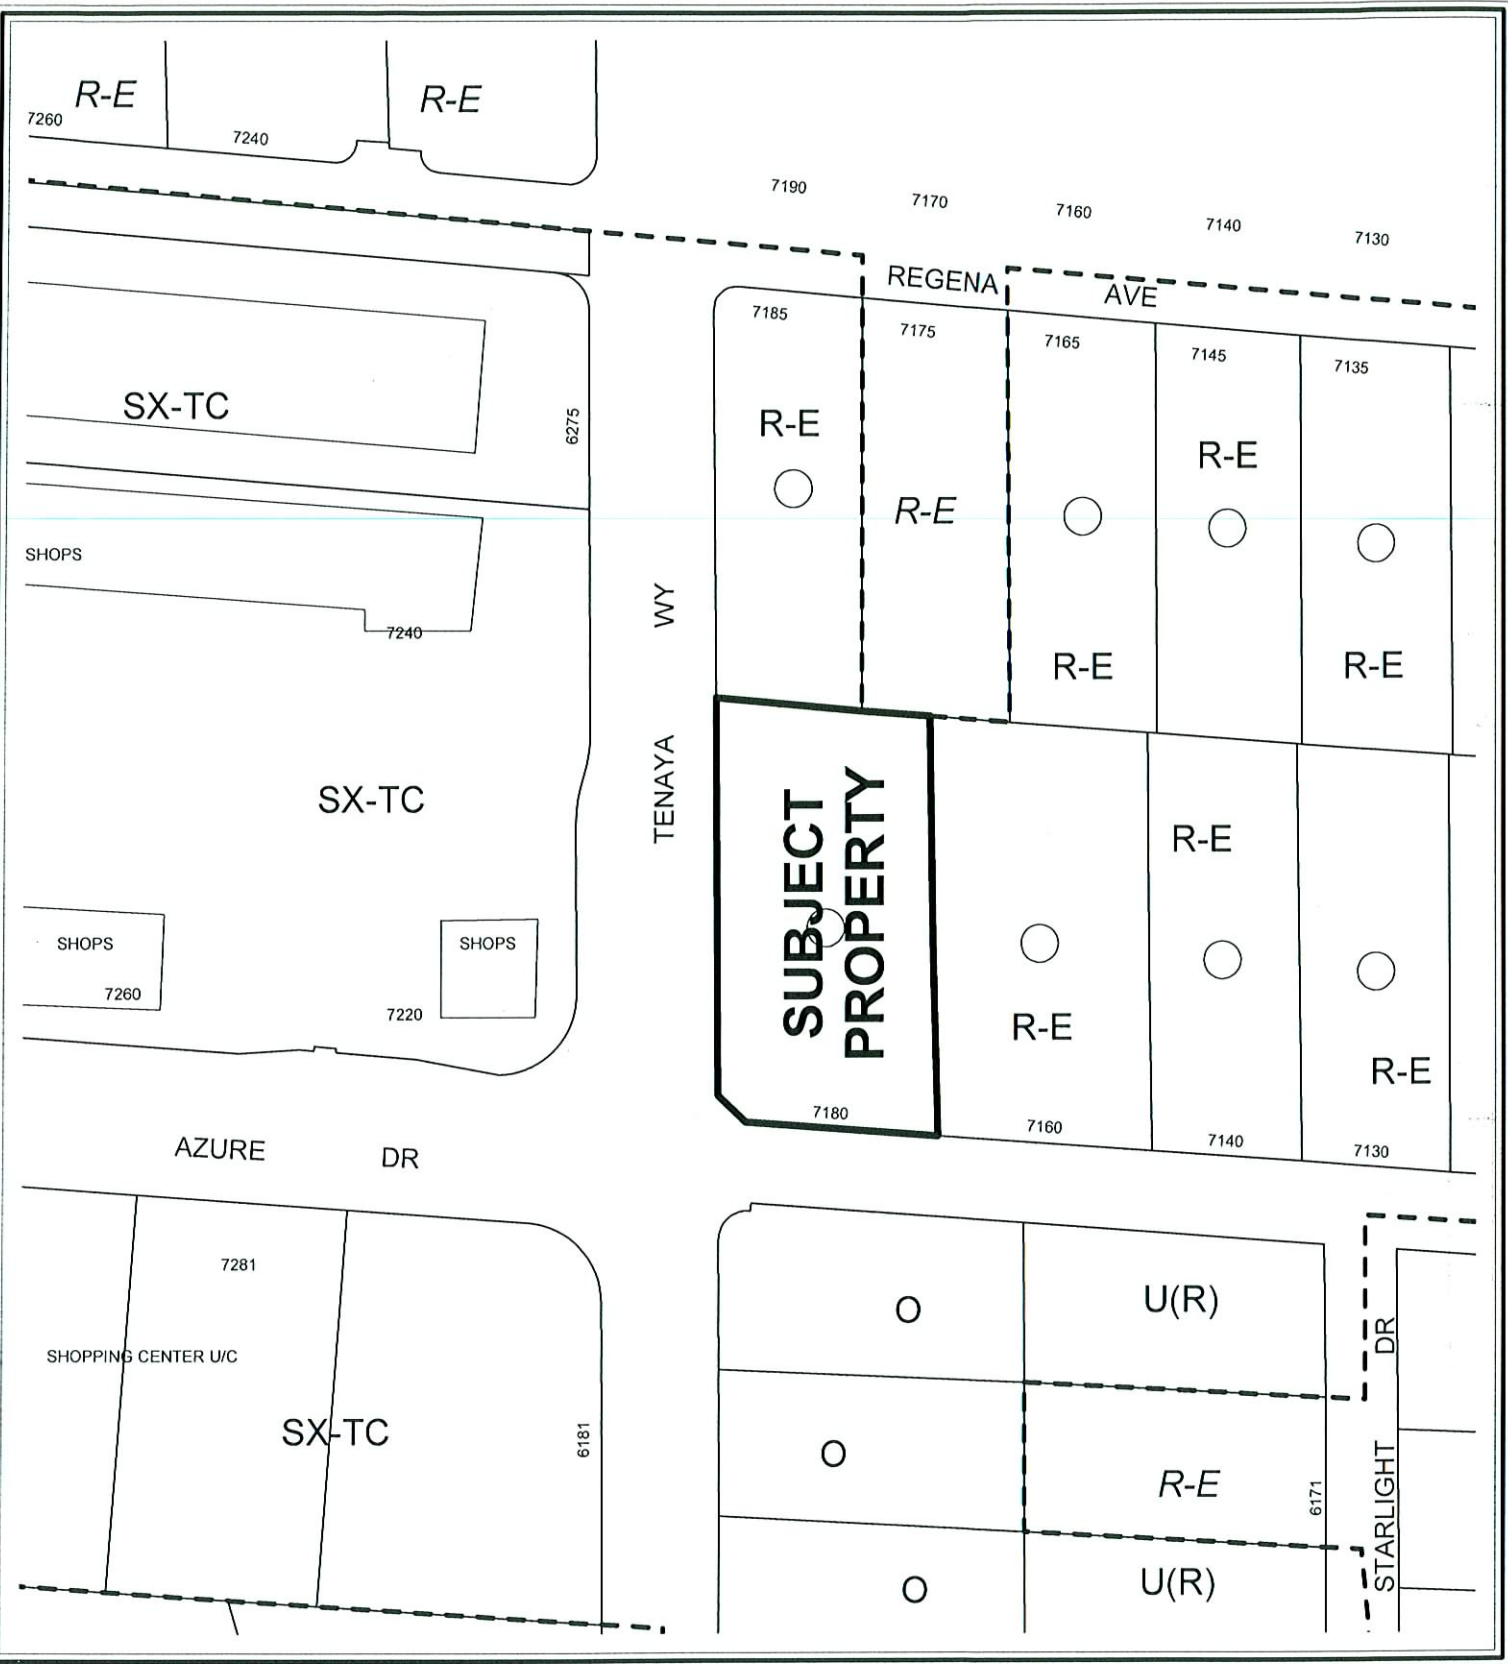 R-E
R-E
7260
7240
7190
7170
7160
7140
7130
REGENA
AVE
7185
7175
7165
7145
7135
SX-TC
6275
R-E
R-E
R-E
SHOPS
7240
WY
R-E
R-E
TENAYA
SX-TC
SUBJECT
PROPERTY
R-E
SHOPS
SHOPS
7260
7220
R-E
R-E
7180
7160
7140
7130
AZURE
DR
7281
O
U(R)
DR
SHOPPING CENTER U/C
SX-TC
6181
O
R-E
6171
STARLIGHT
O
U(R)